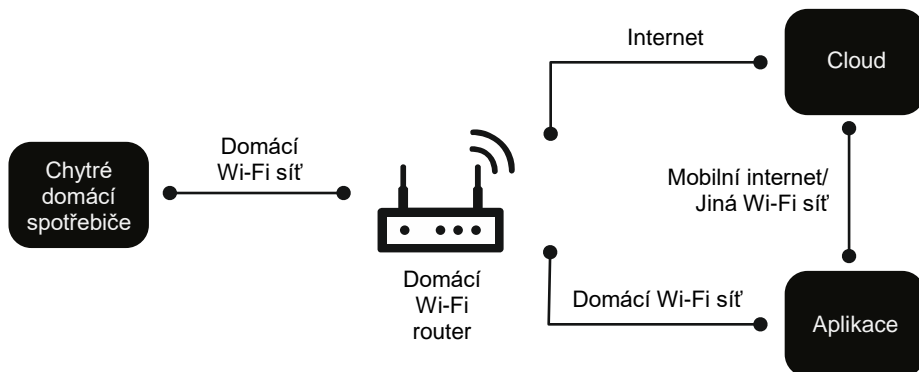 Chytré
domácí
spotřebiče
Domácí
Wi-Fi síť
Domácí
Wi-Fi
router
Internet
Cloud
Mobilní internet/
Jiná Wi-Fi síť
Domácí Wi-Fi síť
Aplikace